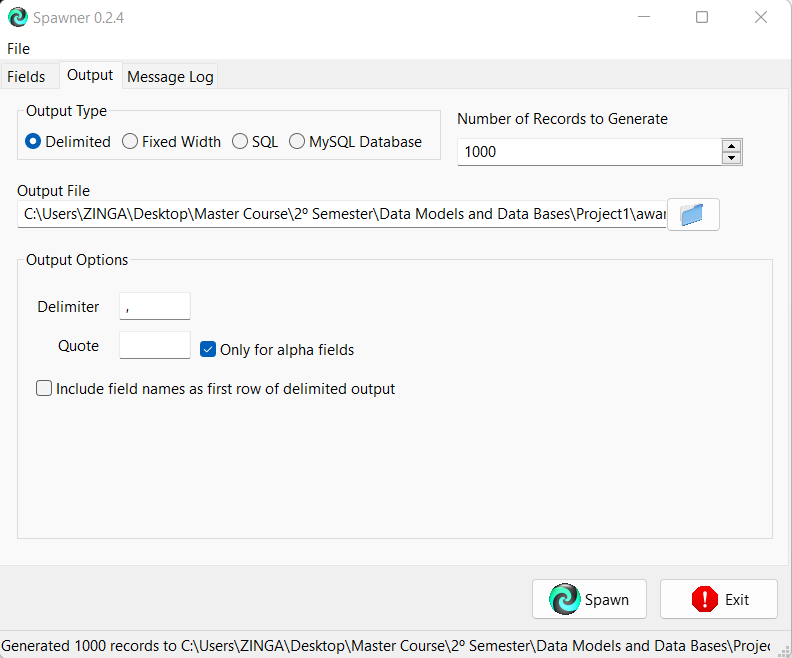 Spawner 0.2.4
File
Fields Output Message Log
Output Type
Delimited Fixed Width SQL MySQL Database
Number of Records to Generate
1000
Output File
C:\Users\ZINGA\Desktop\Master Course\2º Semester\Data Models and Data Bases\Project1\awar
Output Options
Delimiter ,
Quote Only for alpha fields
Include field names as first row of delimited output
Spawn Exit
Generated 1000 records to C:\Users\ZINGA\Desktop\Master Course\2º Semester\Data Models and Data Bases\Projec